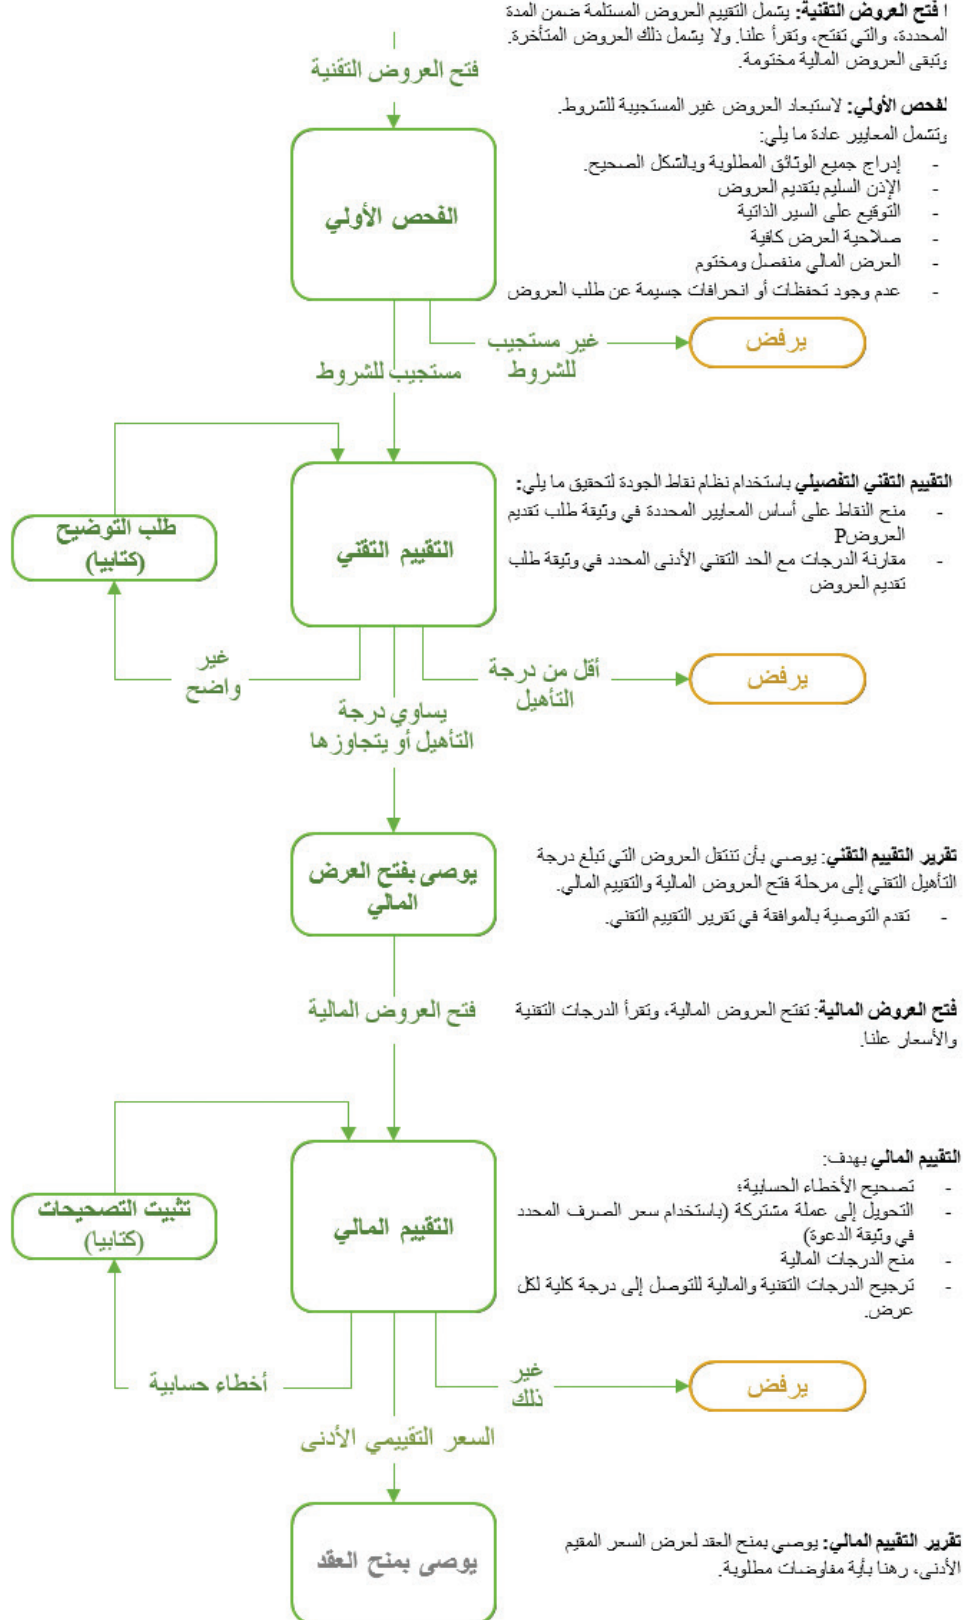 ا فتح العروض التقنية: يشمل التقييم العروض المستلمة ضمن المدة
المحددة، والتي تفتح، وتقرأ علنا. ولا يشمل ذلك العروض المتأخرة.
وتبقى العروض المالية مختومة.
فتح العروض التقنية
لفحص الأولي: لاستبعاد العروض غير المستجيبة للشروط.
وتشمل المعايير عادة ما يلي:
- إدراج جميع الوثائق المطلوبة وبالشكل الصحيح.
- الإذن السليم بتقديم العروض
- التوقيع على السير الذاتية
- صلاحية العرض كافية
- العرض المالي منفصل ومختوم
- عدم وجود تحفظات أو انحرافات جسيمة عن طلب العروض
الفحص الأولي
يرفض
غير مستجيب
للشروط
مستجيب للشروط
التقييم التقني التفصيلي باستخدام نظام نقاط الجودة لتحقيق ما يلي:
- منح النقاط على أساس المعايير المحددة في وثيقة طلب تقديم
العروضP
- مقارنة الدرجات مع الحد التقني الأدنى المحدد في وثيقة طلب
تقديم العروض
التقييم التقني
طلب التوضيح
(كتابيا)
يرفض
أقل من درجة
التأهيل
غير
واضح
يساوي درجة
التأهيل أو يتجاوزها
تقرير التقييم التقني: يوصي بأن تنتقل العروض التي تبلغ درجة
التأهيل التقني إلى مرحلة فتح العروض المالية والتقييم المالي.
- تقدم التوصية بالموافقة في تقرير التقييم التقني.
يوصى بفتح العرض
المالي
فتح العروض المالية: تفتح العروض المالية، وتقرأ الدرجات التقنية
والأسعار علنا.
فتح العروض المالية
التقييم المالي بهدف:
- تصحيح الأخطاء الحسابية؛
- التحويل إلى عملة مشتركة (باستخدام سعر الصرف المحدد
في وثيقة الدعوة)
- منح الدرجات المالية
- ترجيح الدرجات التقنية والمالية للتوصل إلى درجة كلية لكل
عرض.
التقييم المالي
تثبيت التصحيحات
(كتابيا)
يرفض
غير
ذلك
أخطاء حسابية
السعر التقييمي الأدنى
تقرير التقييم المالي: يوصي بمنح العقد لعرض السعر المقيم
الأدنى، رهنا بأية مفاوضات مطلوبة.
يوصى بمنح العقد